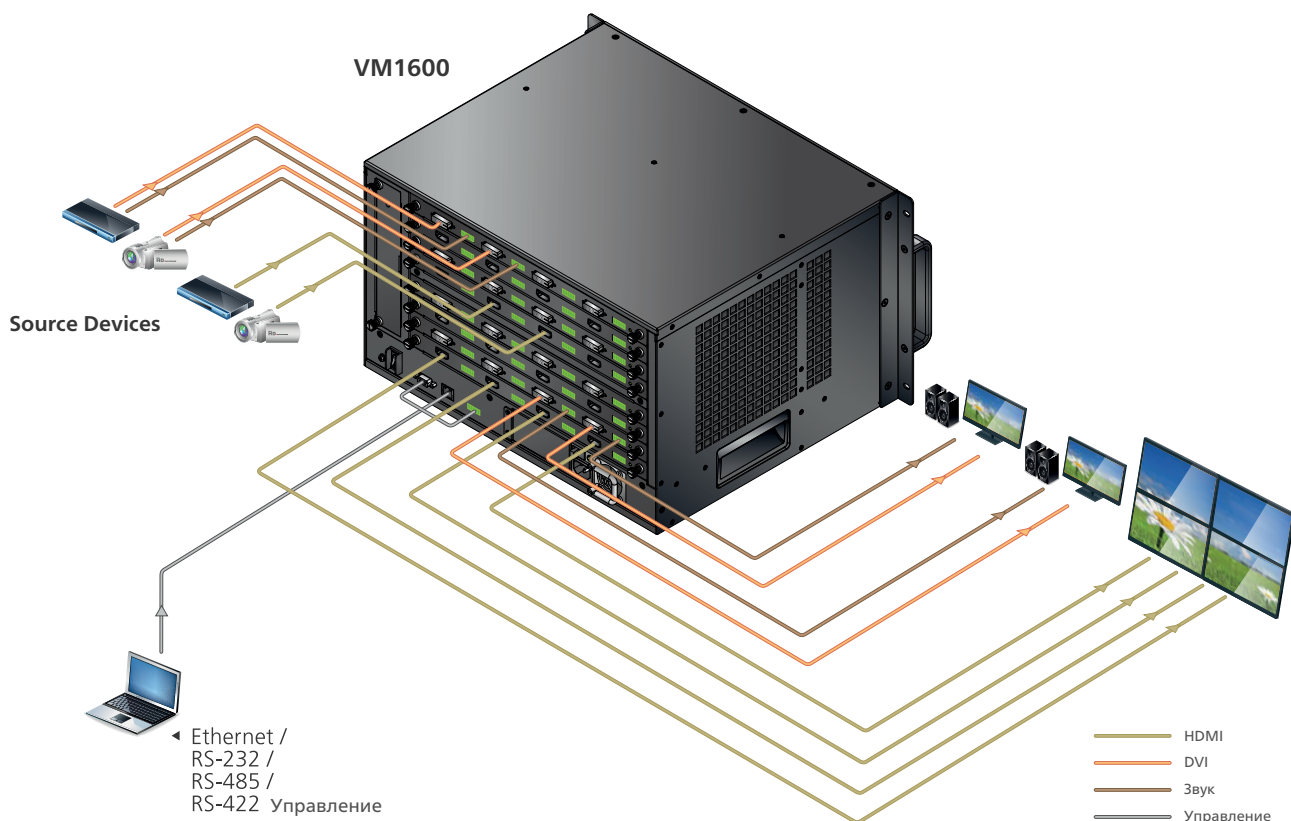 VM1600
Source Devices
Ethernet /
RS-232 /
RS-485 /
RS-422 Управление
HDMI
DVI
Звук
Управление